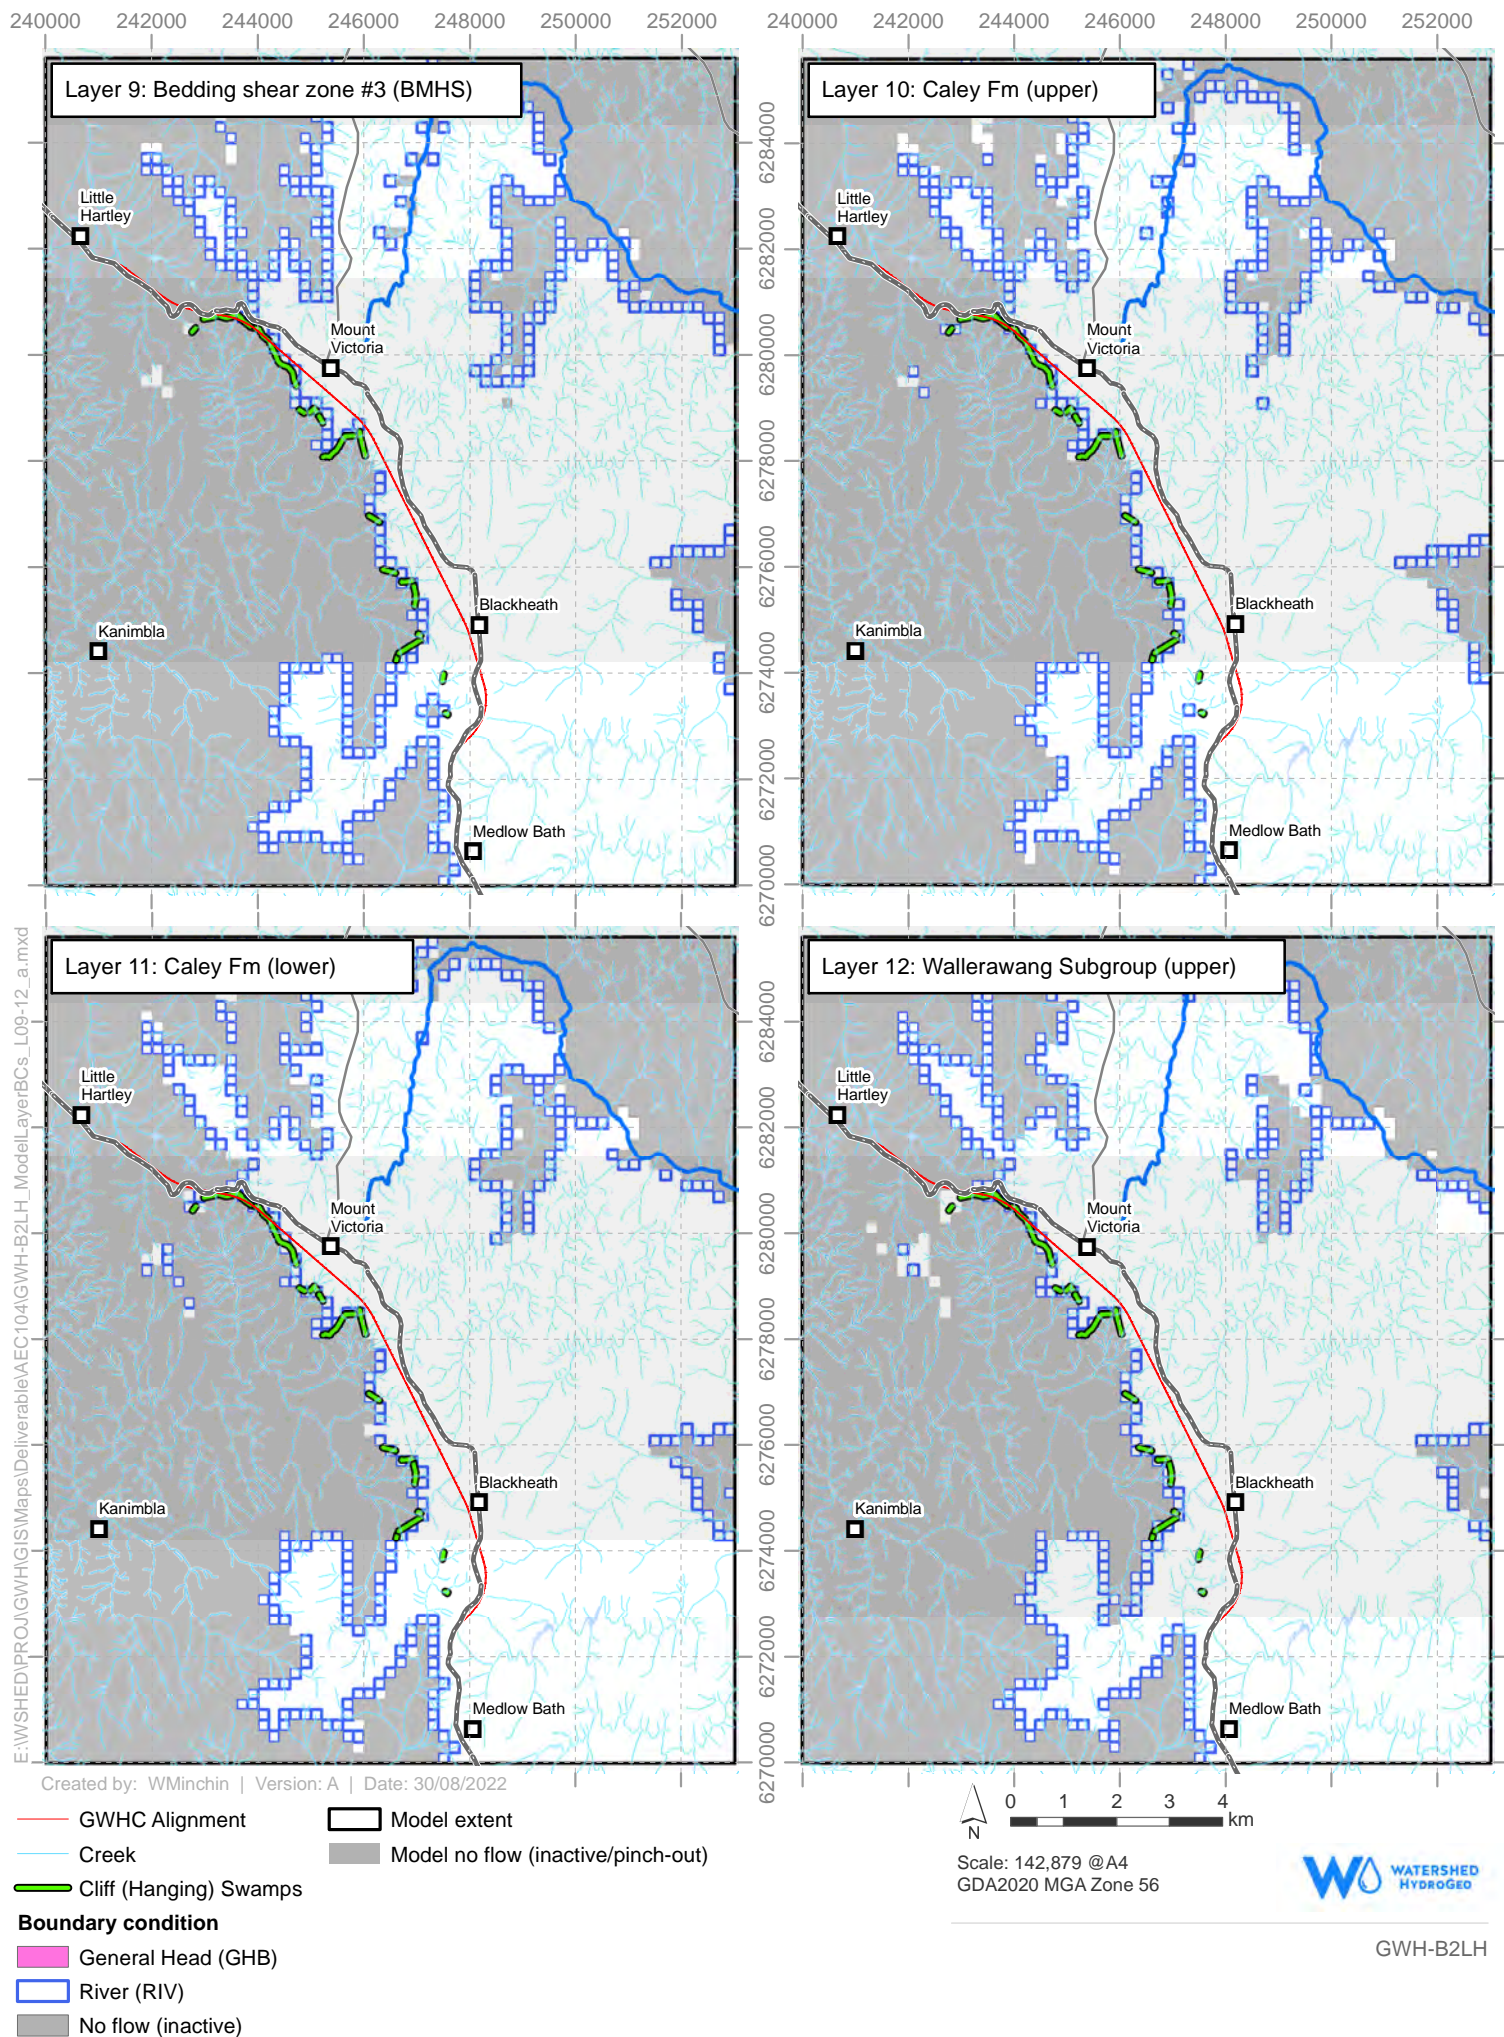 240000 242000 244000 246000 248000 250000 252000
240000 242000 244000 246000 248000 250000 252000
Layer 9: Bedding shear zone #3 (BMHS)
Little
Hartley
Mount
Victoria
Blackheath
Kanimbla
Medlow Bath
6284000
6282000
6280000
6278000
6276000
6274000
6272000
6270000
Layer 10: Caley Fm (upper)
Little
Hartley
Mount
Victoria
Blackheath
Kanimbla
Medlow Bath
Layer 11: Caley Fm (lower)
Little
Hartley
Mount
Victoria
Blackheath
Kanimbla
Medlow Bath
6284000
6282000
6280000
6278000
6276000
6274000
6272000
6270000
Layer 12: Wallerawang Subgroup (upper)
Little
Hartley
Mount
Victoria
Blackheath
Kanimbla
Medlow Bath
E:\WSHED\PROJ\GWH\GIS\Maps\Deliverable\AEC104\GWH-B2LH_ModelLayerBCs_L09-12_a.mxd
Created by: WMinchin | Version: A | Date: 30/08/2022
GWHC Alignment
Creek
Cliff (Hanging) Swamps
Boundary condition
General Head (GHB)
River (RIV)
No flow (inactive)
Model extent
Model no flow (inactive/pinch-out)
N
0 1 2 3 4
km
Scale: 142,879 @A4
GDA2020 MGA Zone 56
WATERSHED
HYDROGEO
GWH-B2LH